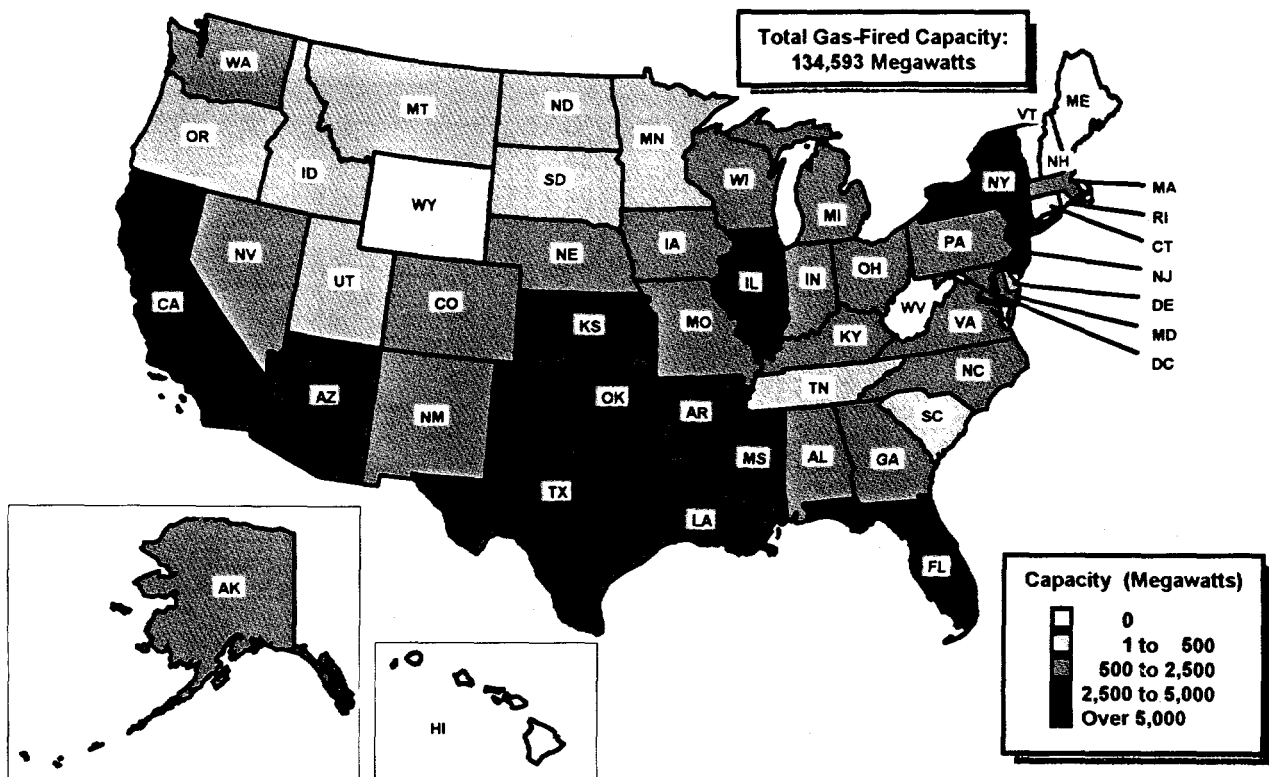 Total Gas-Fired Capacity:
134,593 Megawatts
WA
MT
ND
MN
OR
ID
SD
WY
WI
MI
NY
VT
ME
NH
MA
RI
CT
NJ
DE
MD
DC
NV
UT
NE
IA
CO
CA
IL
IN
OH
PA
WV
VA
KS
MO
KY
NC
TN
AZ
NM
OK
AR
SC
MS
AL
GA
TX
LA
FL
AK
HI
Capacity (Megawatts)
0
1 to 500
500 to 2,500
2,500 to 5,000
Over 5,000